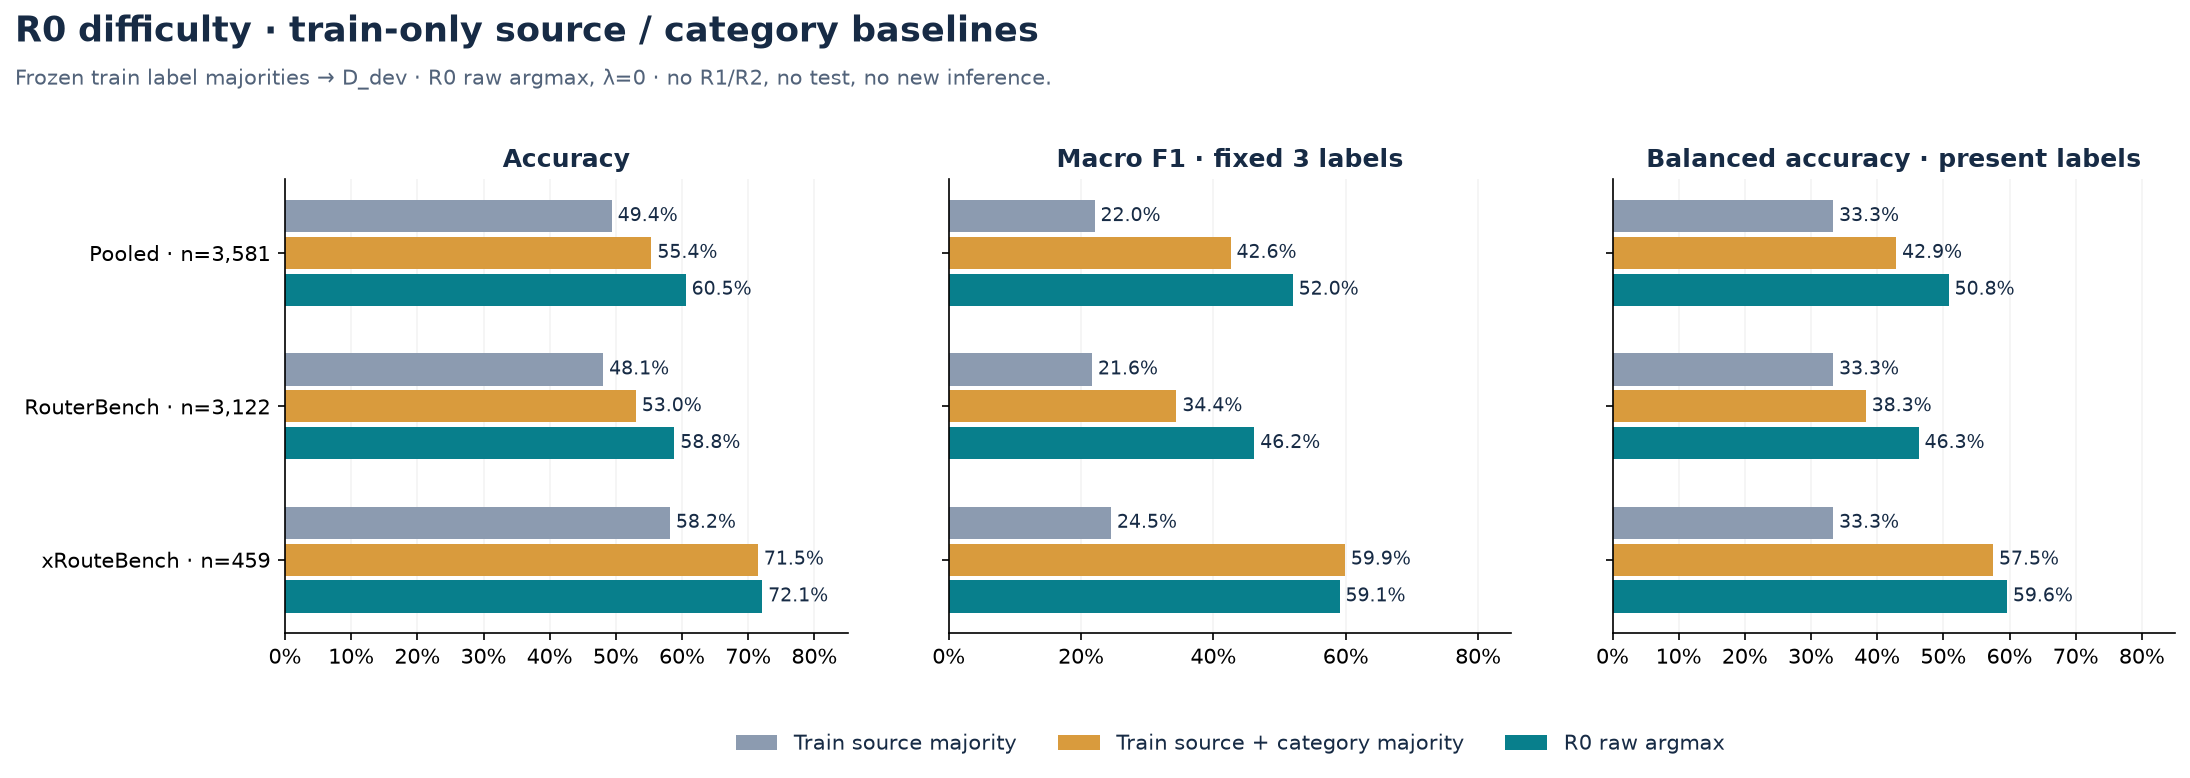 R0 difficulty · train-only source / category baselines
Frozen train label majorities → D_dev · R0 raw argmax, λ=0 · no R1/R2, no test, no new inference.
Accuracy
Pooled · n=3,581
49.4%
55.4%
60.5%
RouterBench · n=3,122
48.1%
53.0%
58.8%
xRouteBench · n=459
58.2%
71.5%
72.1%
0% 10% 20% 30% 40% 50% 60% 70% 80%
Macro F1 · fixed 3 labels
22.0%
42.6%
52.0%
21.6%
34.4%
46.2%
24.5%
59.9%
59.1%
0% 20% 40% 60% 80%
Balanced accuracy · present labels
33.3%
42.9%
50.8%
33.3%
38.3%
46.3%
33.3%
57.5%
59.6%
0% 10% 20% 30% 40% 50% 60% 70% 80%
Train source majority Train source + category majority R0 raw argmax